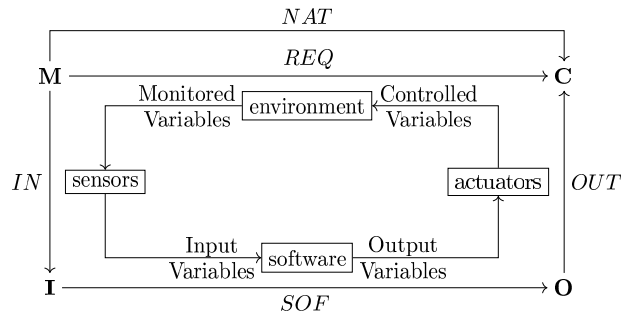 NAT
REQ
M
C
Monitored
Variables
environment
Controlled
Variables
IN
sensors
actuators
OUT
Input
Variables
software
Output
Variables
I
O
SOF